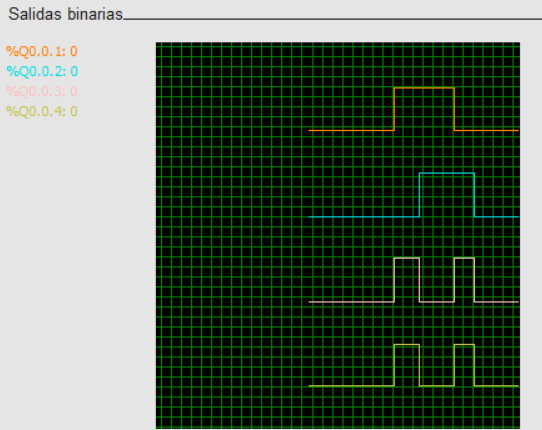 Salidas binarias
%Q0.0.1: 0
%Q0.0.2: 0
%Q0.0.3: 0
%Q0.0.4: 0